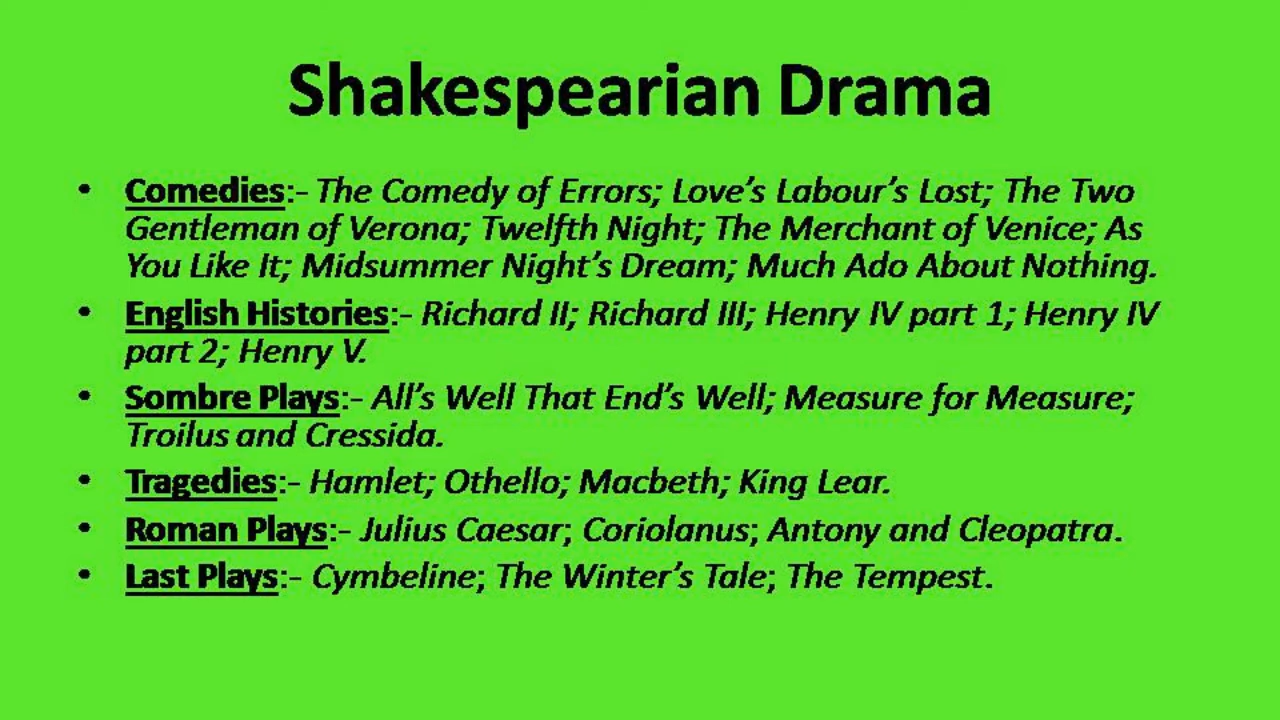 Shakespearian Drama
• Comedies:- The Comedy of Errors; Love's Labour's Lost; The Two
Gentleman of Verona; Twelfth Night; The Merchant of Venice; As
You Like It; Midsummer Night's Dream; Much Ado About Nothing.
• English Histories:- Richard II; Richard III; Henry IV part 1; Henry IV
part 2; Henry V.
• Sombre Plays:- All's Well That End's Well; Measure for Measure;
Troilus and Cressida.
• Tragedies:- Hamlet; Othello; Macbeth; King Lear.
• Roman Plays:- Julius Caesar; Coriolanus; Antony and Cleopatra.
• Last Plays:- Cymbeline; The Winter's Tale; The Tempest.